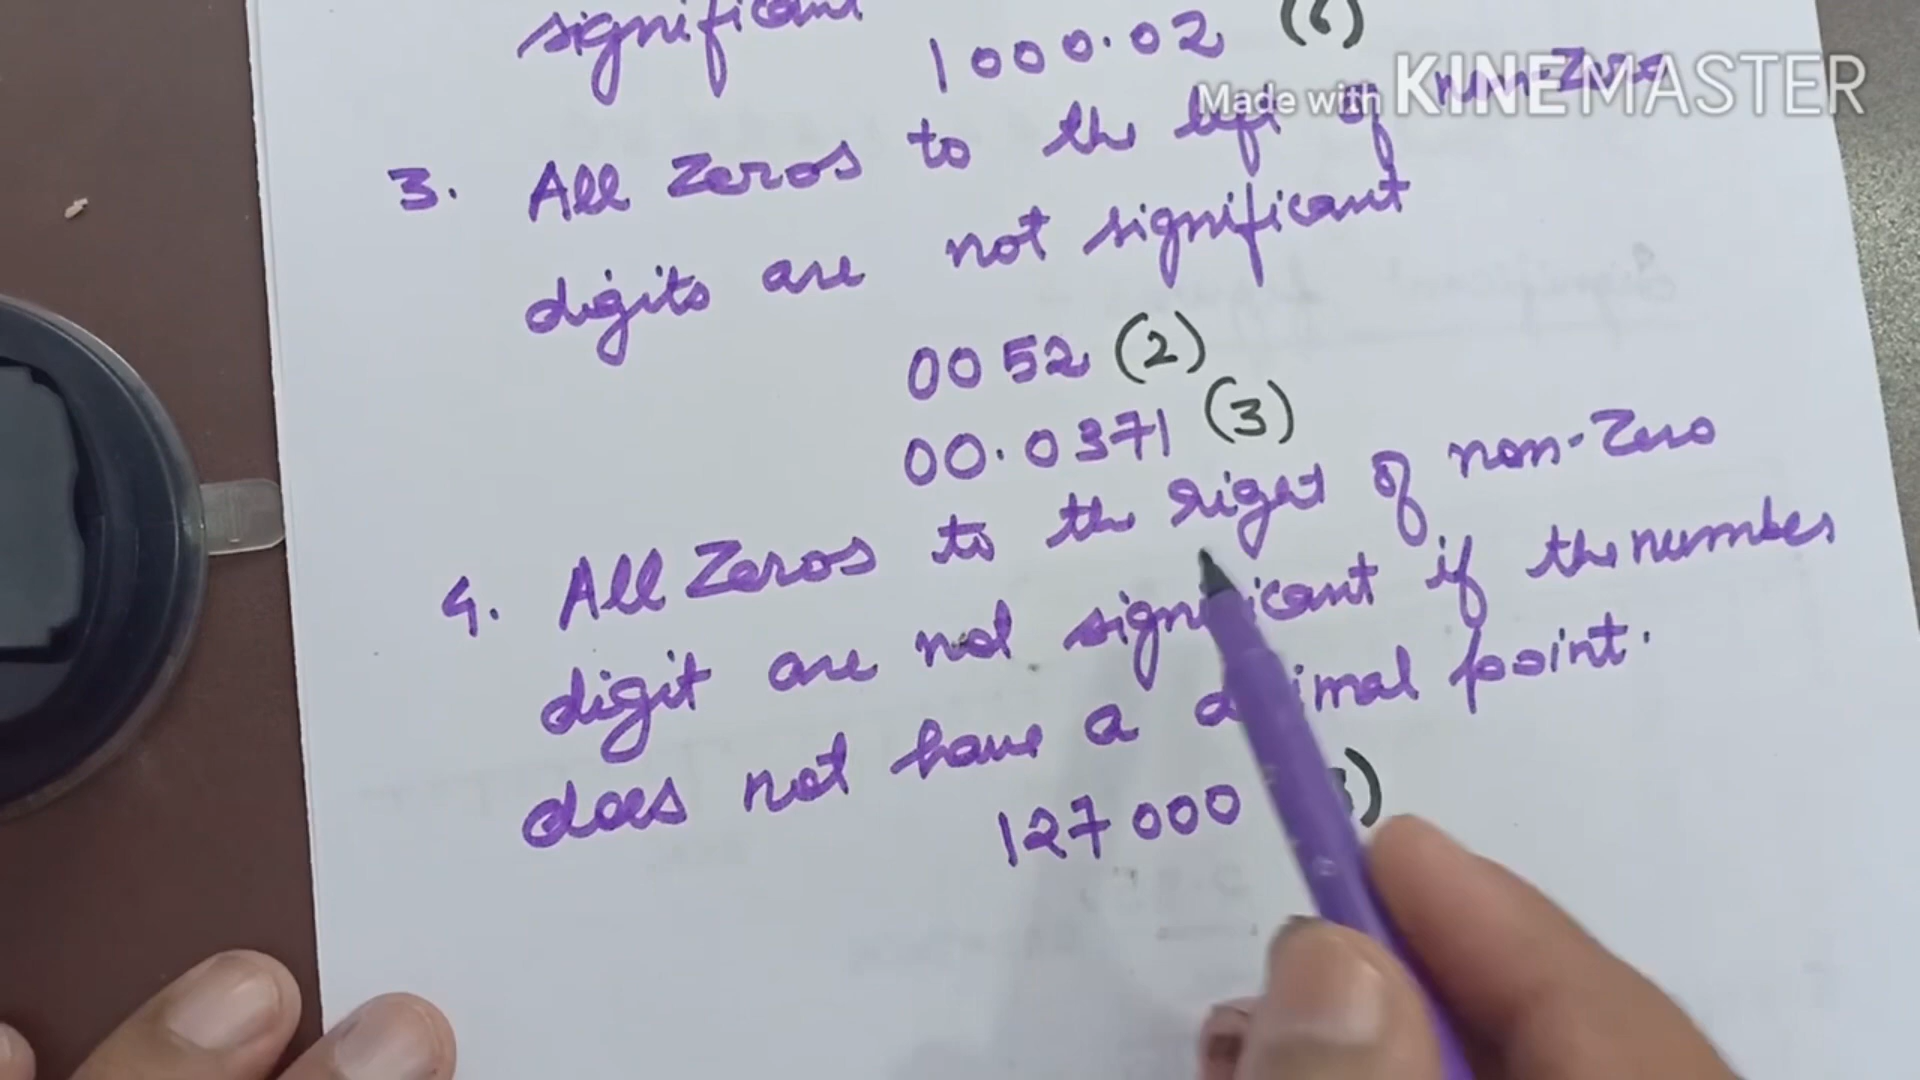 significant
1000.02 (6)
Made with KINEMASTER
3. All Zeros to the left of non-Zero
digits are not significant
0052 (2)
00.0371 (3)
4. All Zeros to the right of non-Zero
digit are not significant if the number
does not have a decimal point.
127000